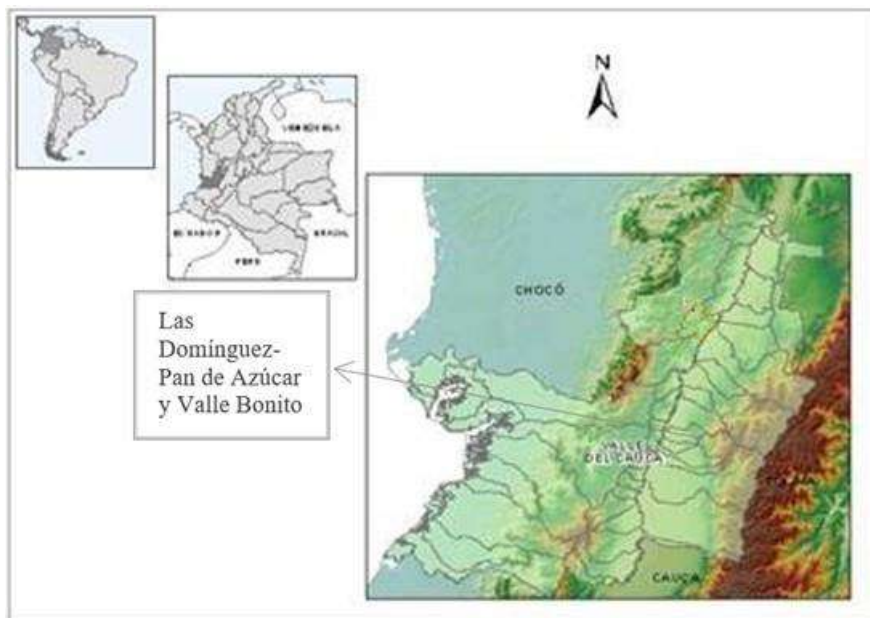 N
VENEZUELA
ECUADOR
BRASIL
PERU
CHOCÓ
Las
Domínguez-
Pan de Azúcar
y Valle Bonito
VALLE
DEL CAUCA
CAUCA